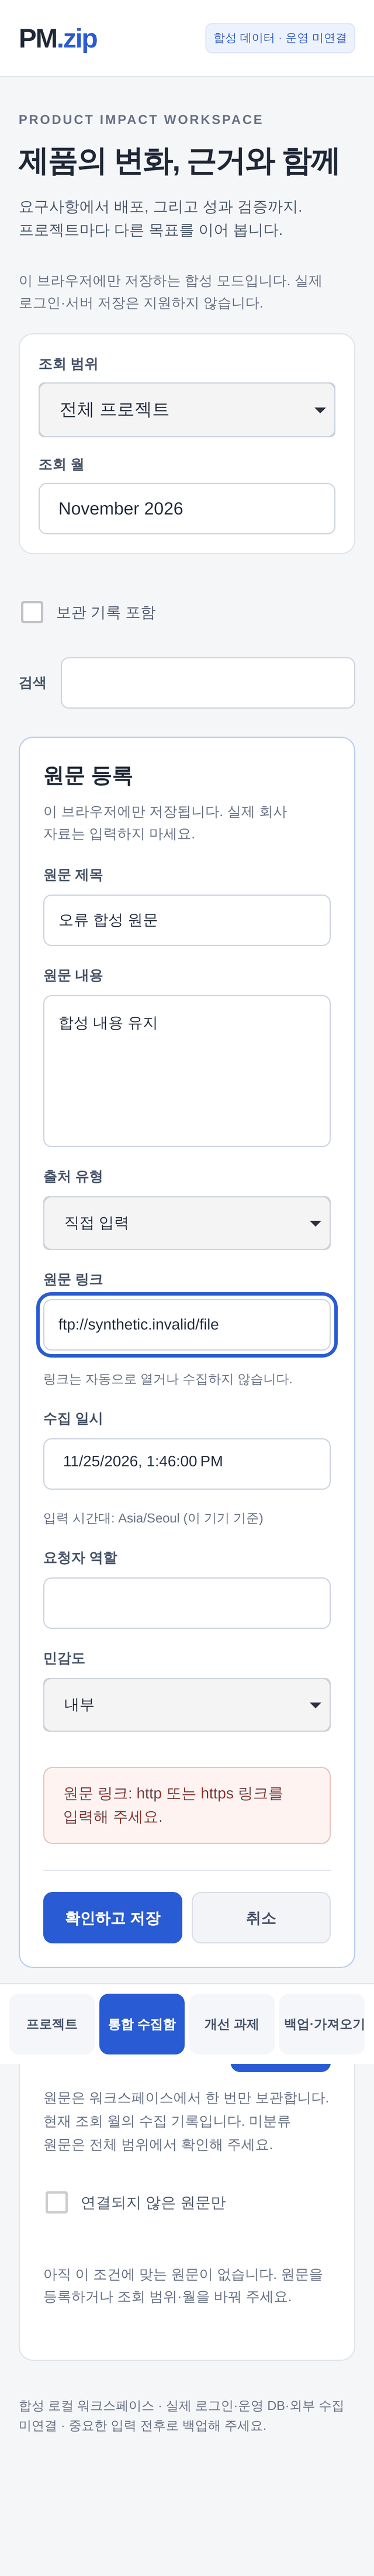 PM.zip
합성 데이터 · 운영 미연결
PRODUCT IMPACT WORKSPACE
제품의 변화, 근거와 함께
요구사항에서 배포, 그리고 성과 검증까지.
프로젝트마다 다른 목표를 이어 봅니다.
이 브라우저에만 저장하는 합성 모드입니다. 실제
로그인·서버 저장은 지원하지 않습니다.
조회 범위
전체 프로젝트
조회 월
November 2026
보관 기록 포함
검색
원문 등록
이 브라우저에만 저장됩니다. 실제 회사
자료는 입력하지 마세요.
원문 제목
오류 합성 원문
원문 내용
합성 내용 유지
출처 유형
직접 입력
원문 링크
ftp://synthetic.invalid/file
링크는 자동으로 열거나 수집하지 않습니다.
수집 일시
11/25/2026, 1:46:00 PM
입력 시간대: Asia/Seoul (이 기기 기준)
요청자 역할
민감도
내부
원문 링크: http 또는 https 링크를
입력해 주세요.
확인하고 저장
취소
프로젝트
통합 수집함
개선 과제
백업·가져오기
원문은 워크스페이스에서 한 번만 보관합니다.
현재 조회 월의 수집 기록입니다. 미분류
원문은 전체 범위에서 확인해 주세요.
연결되지 않은 원문만
아직 이 조건에 맞는 원문이 없습니다. 원문을
등록하거나 조회 범위·월을 바꿔 주세요.
합성 로컬 워크스페이스 · 실제 로그인·운영 DB·외부 수집
미연결 · 중요한 입력 전후로 백업해 주세요.